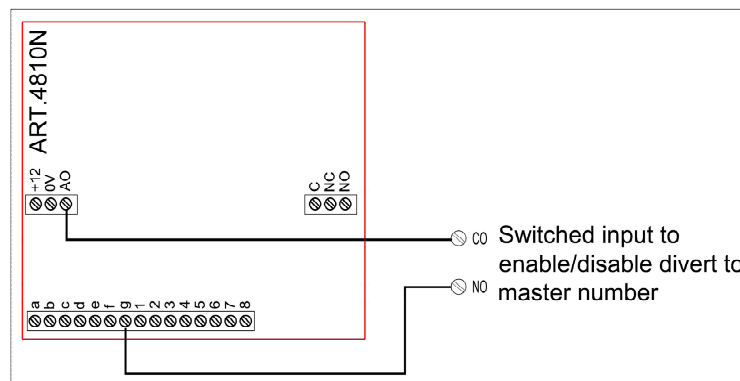 ART.4810N
+12
0V
AO
C
NC
NO
CO Switched input to
enable/disable divert to
NO master number
a
b
c
d
e
f
g
1
2
3
4
5
6
7
8